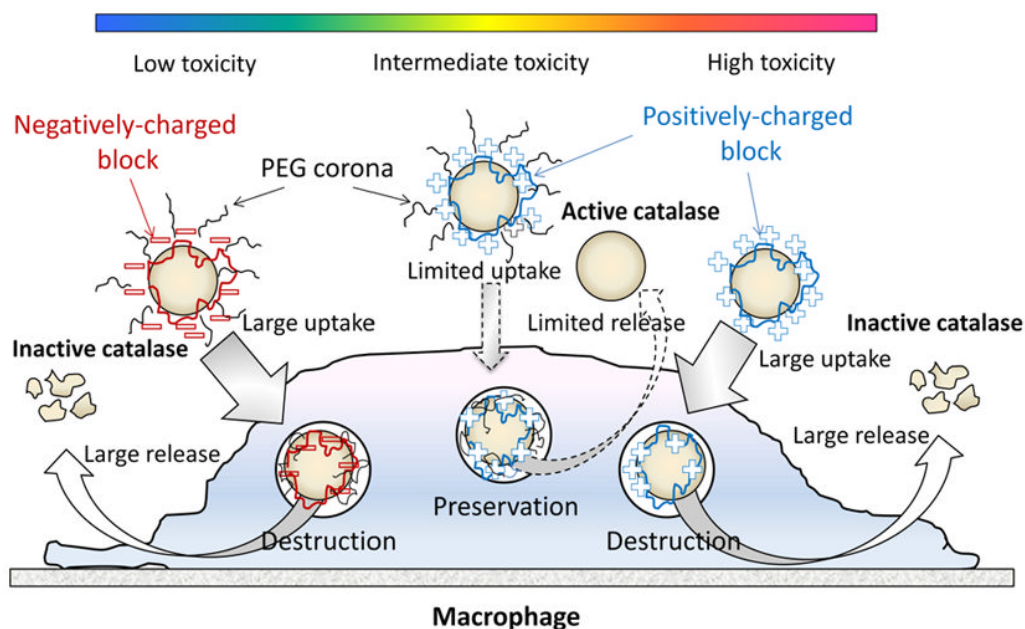 Low toxicity
Intermediate toxicity
High toxicity
Negatively-charged
block
PEG corona
Positively-charged
block
Active catalase
Limited uptake
Large uptake
Limited release
Inactive catalase
Inactive catalase
Large uptake
Large release
Large release
Preservation
Destruction
Destruction
Macrophage